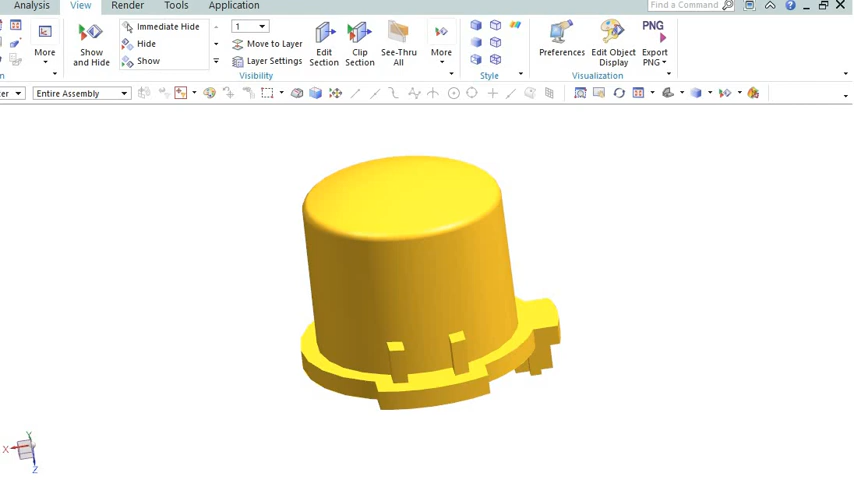 Analysis View Render Tools Application Find a Command
Immediate Hide 1 PNG
Hide Move to Layer
More Show and Hide Show Layer Settings Edit Section Clip Section See-Thru All More Preferences Edit Object Display Export PNG
Visibility Style Visualization
Entire Assembly
X Y Z